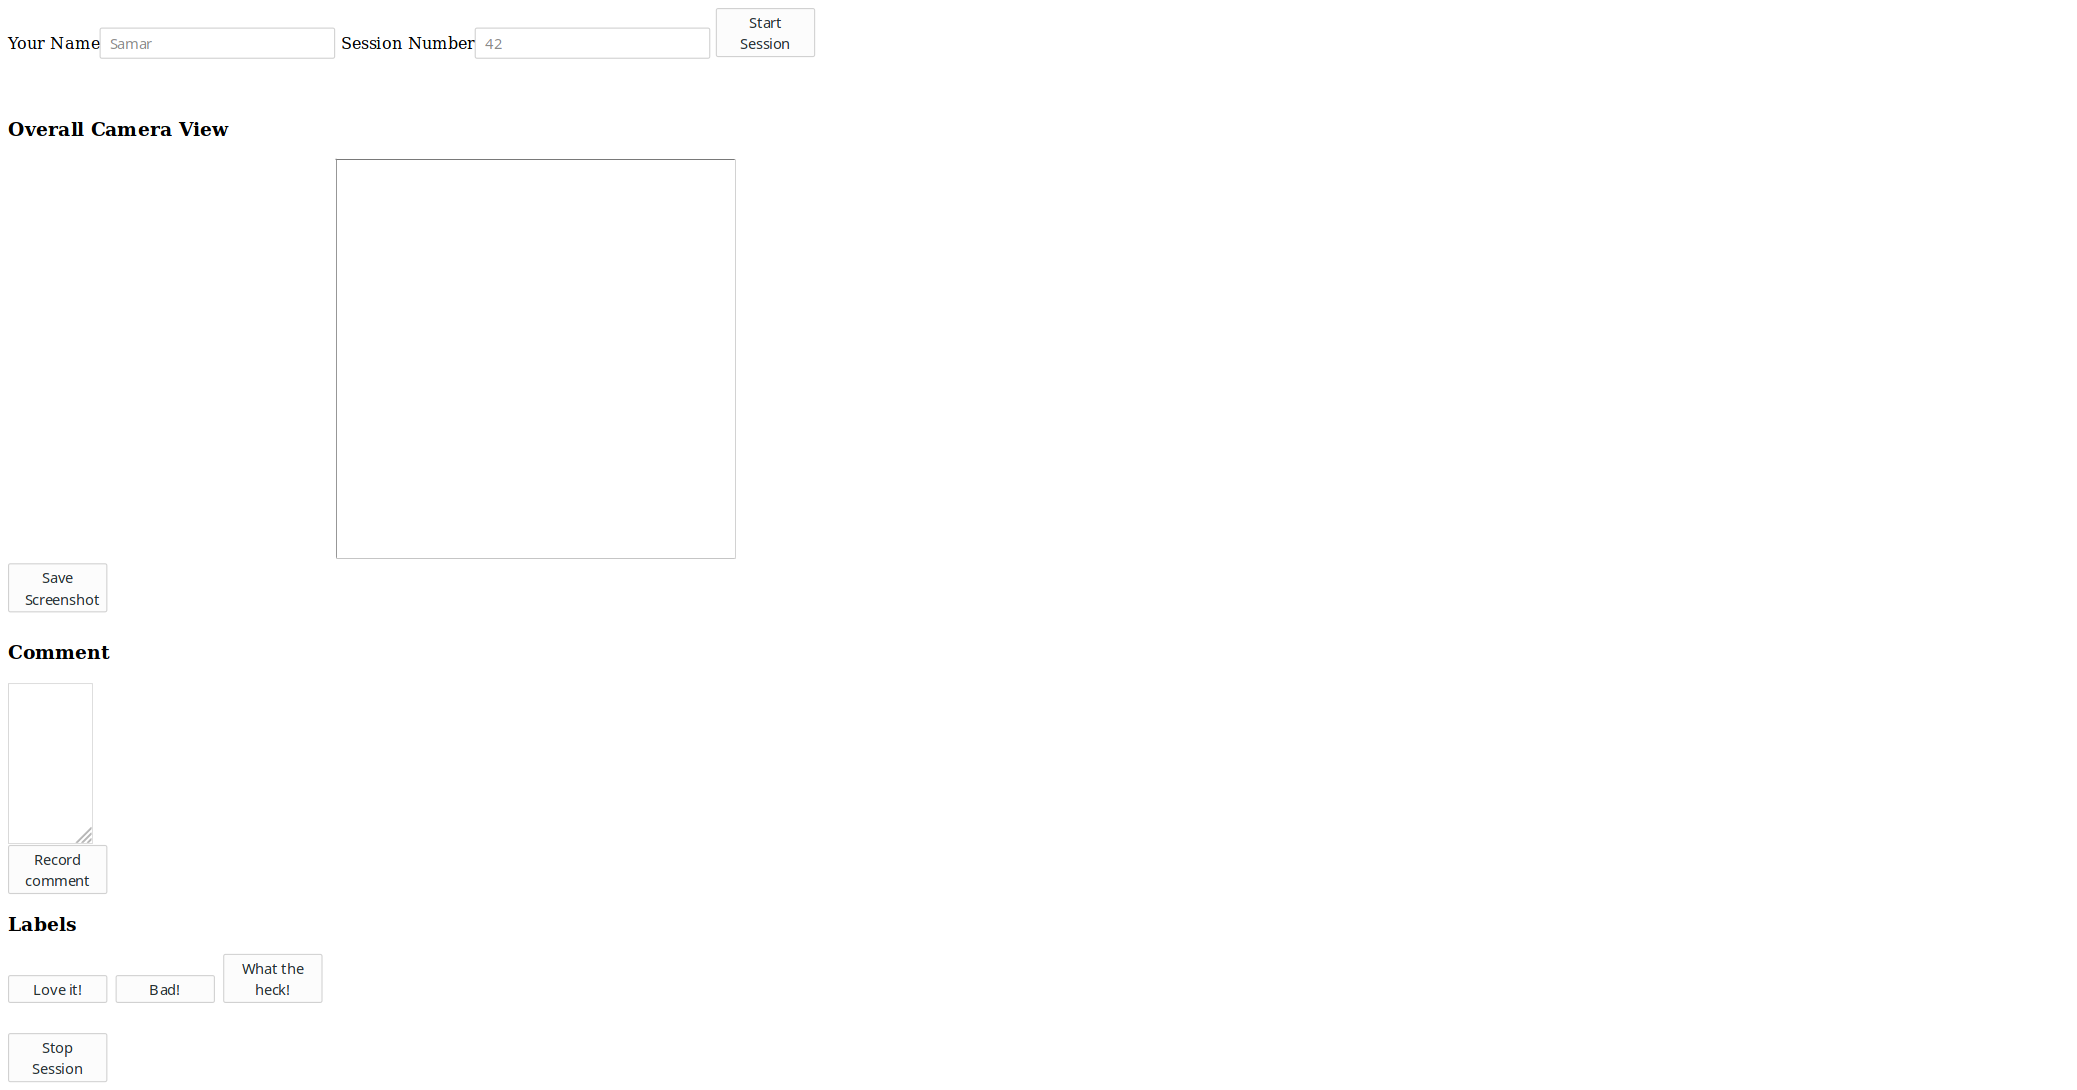 Your Name Samar Session Number 42 Start
Session
Overall Camera View
Save
Screenshot
Comment
Record
comment
Labels
Love it! Bad! What the
heck!
Stop
Session